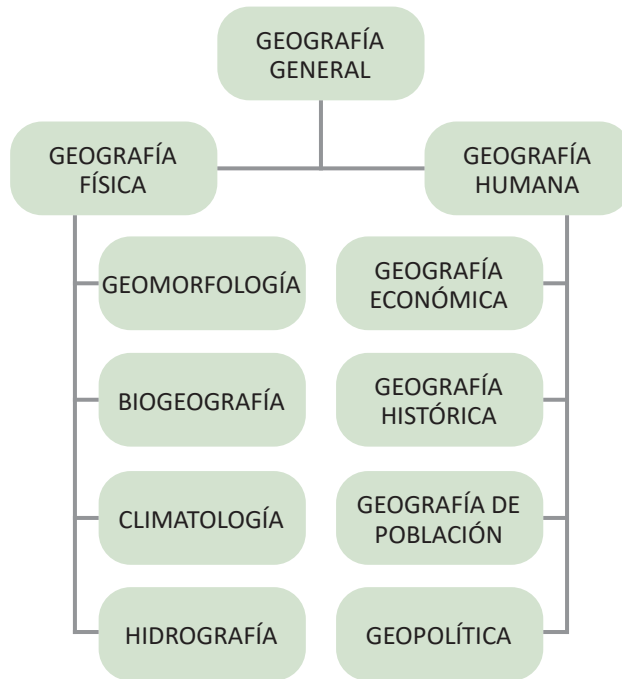 GEOGRAFÍA
GENERAL
GEOGRAFÍA
FÍSICA
GEOGRAFÍA
HUMANA
GEOMORFOLOGÍA
BIOGEOGRAFÍA
CLIMATOLOGÍA
HIDROGRAFÍA
GEOGRAFÍA
ECONÓMICA
GEOGRAFÍA
HISTÓRICA
GEOGRAFÍA DE
POBLACIÓN
GEOPOLÍTICA